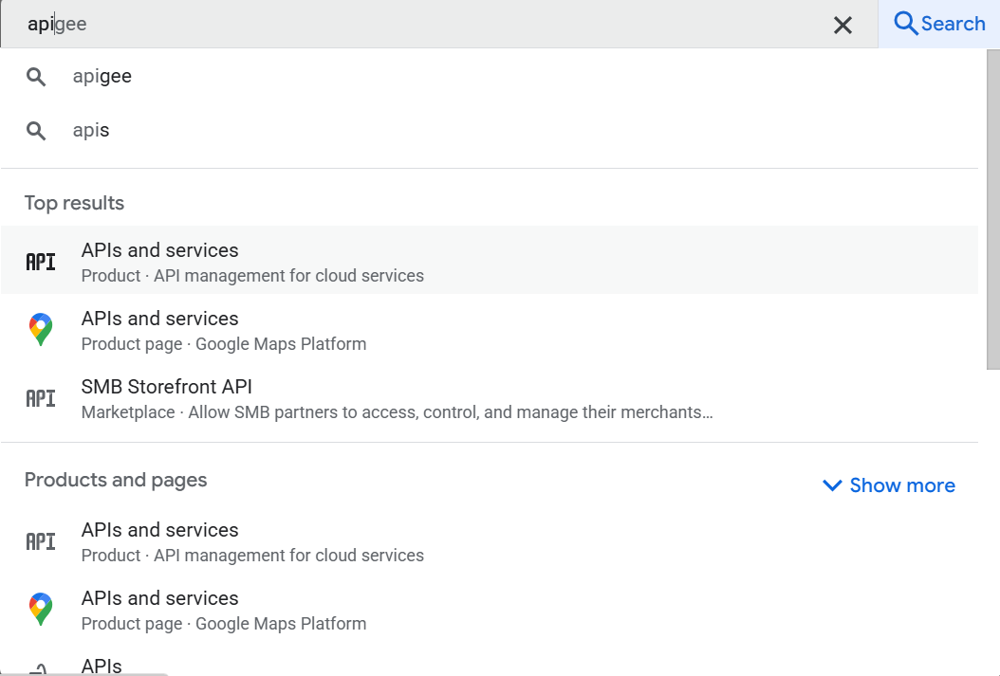 apigee
Search
apigee
apis
Top results
API
APIs and services
Product · API management for cloud services
APIs and services
Product page · Google Maps Platform
API
SMB Storefront API
Marketplace · Allow SMB partners to access, control, and manage their merchants...
Products and pages
Show more
API
APIs and services
Product · API management for cloud services
APIs and services
Product page · Google Maps Platform
APIs